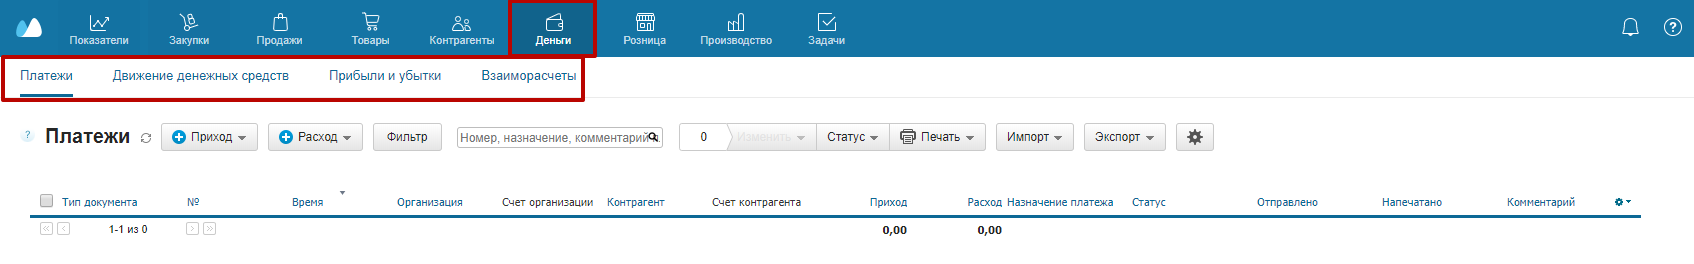 Показатели Закупки Продажи Товары Контрагенты Деньги Розница Производство Задачи ?
Платежи Движение денежных средств Прибыли и убытки Взаиморасчеты
? Платежи Приход Расход Фильтр Номер, назначение, комментарий 0 Изменить Статус Печать Импорт Экспорт
Тип документа № Время Организация Счет организации Контрагент Счет контрагента Приход Расход Назначение платежа Статус Отправлено Напечатано Комментарий
1-1 из 0 0,00 0,00